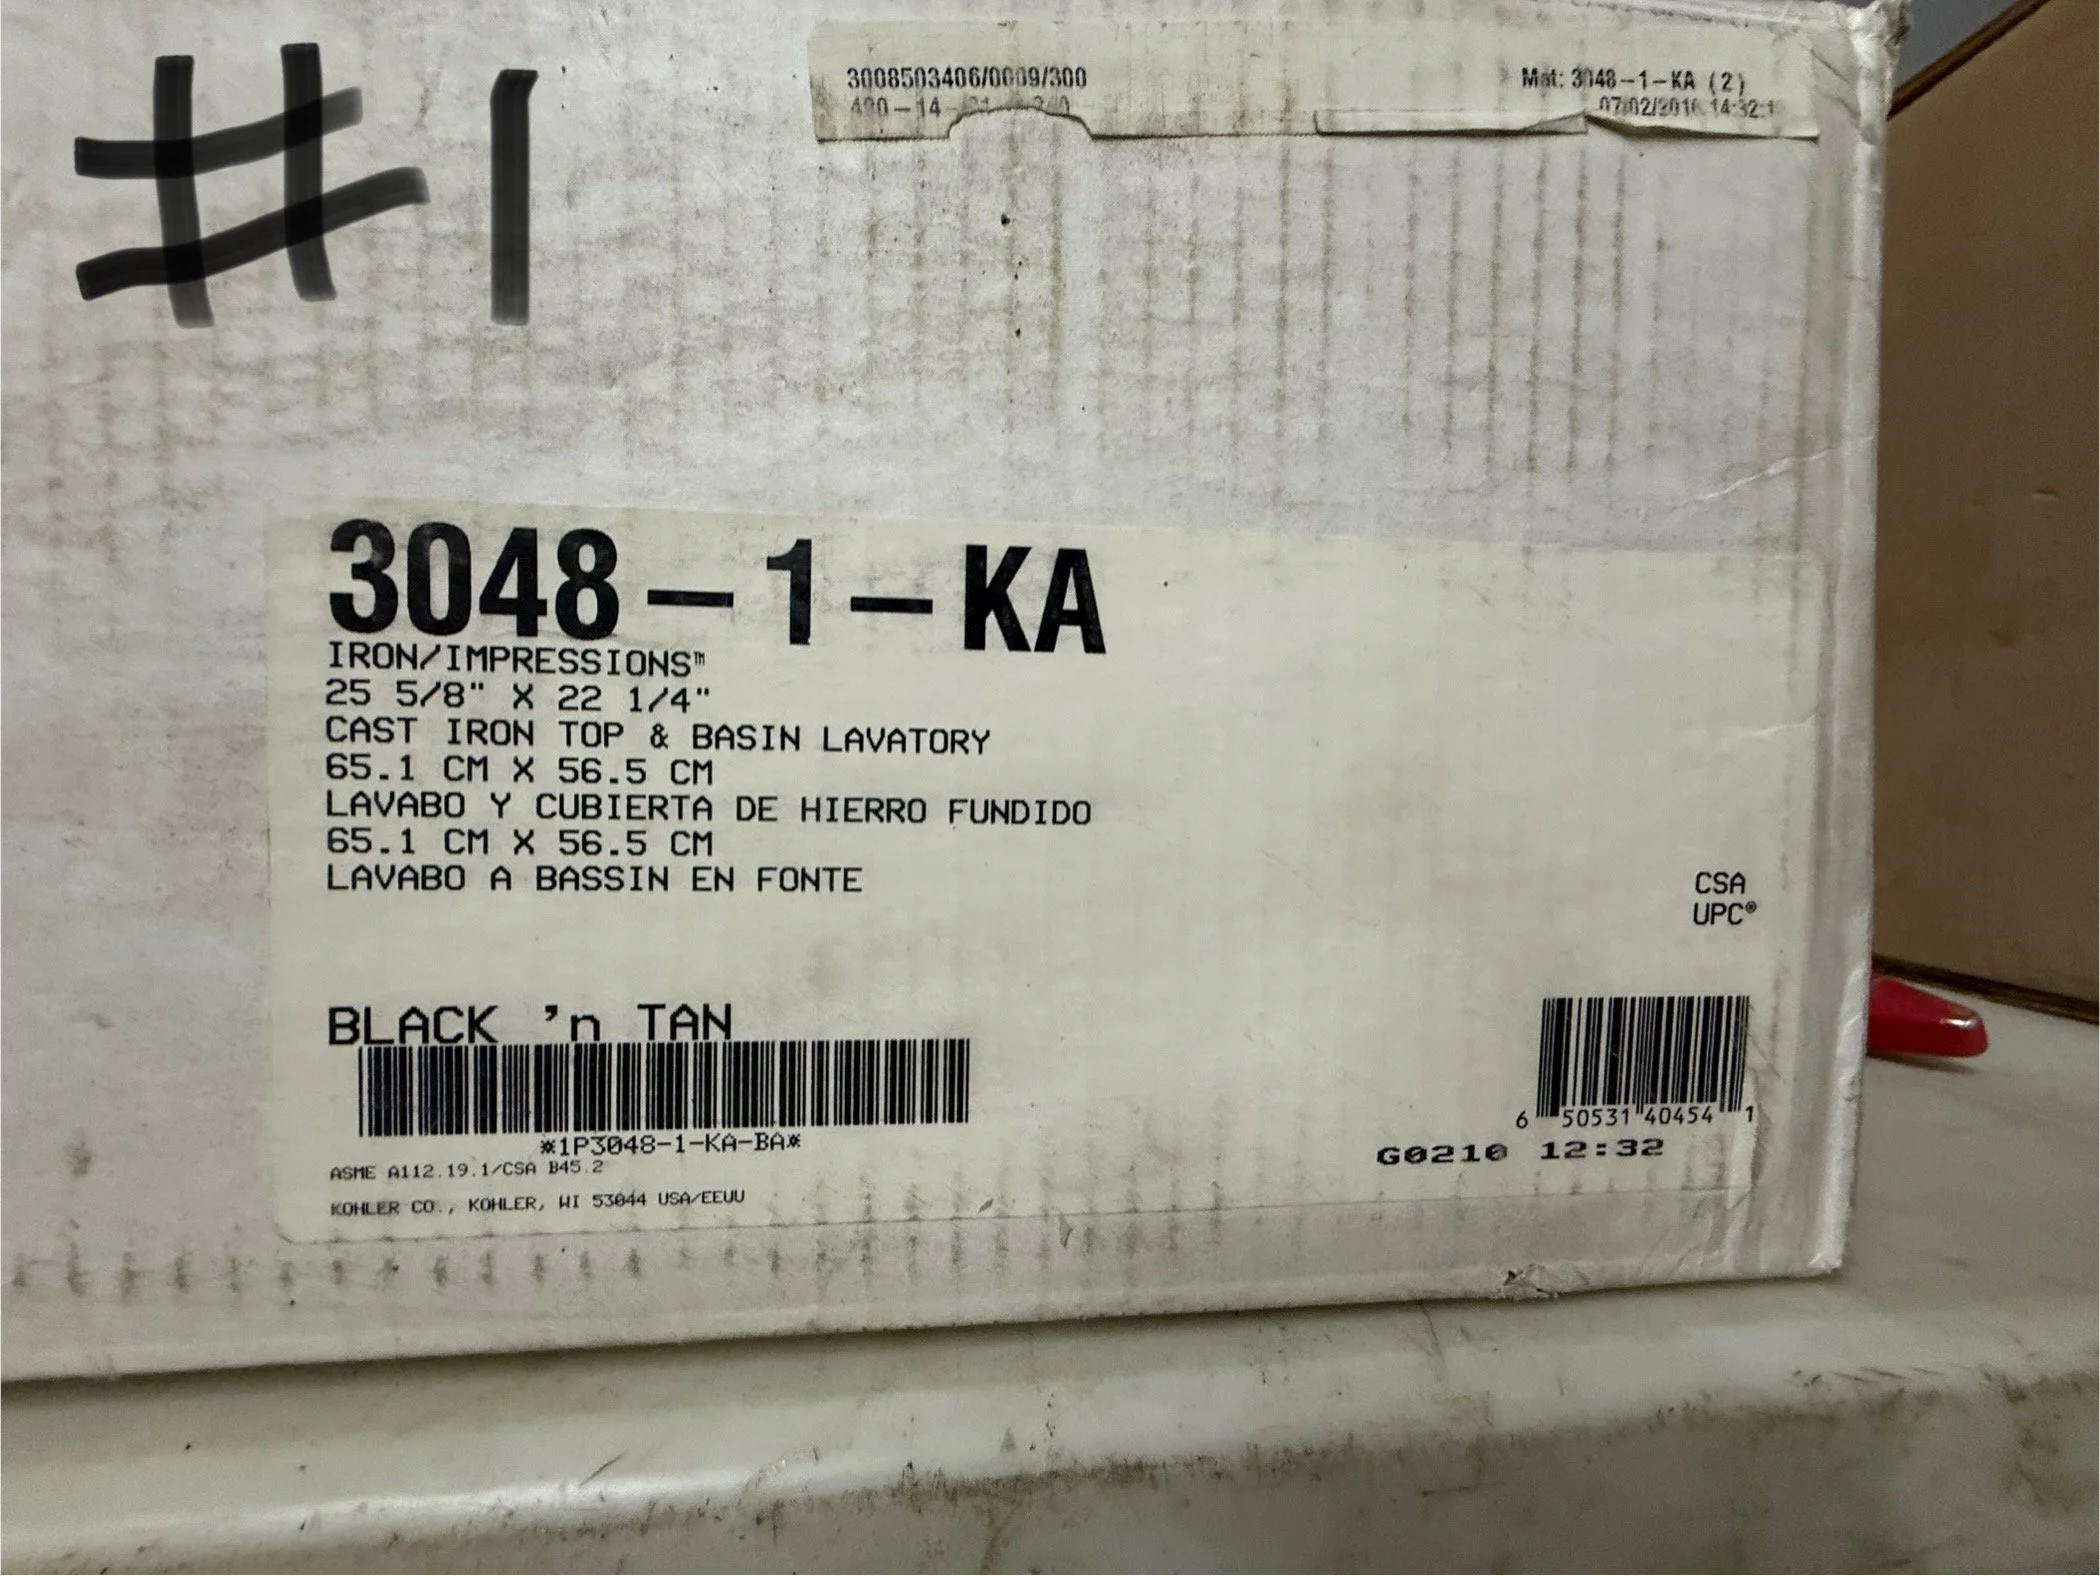 #1
3008503406/0009/300
Mat: 3048-1-KA (2)
3048-1-KA
IRON/IMPRESSIONS™
25 5/8" X 22 1/4"
CAST IRON TOP & BASIN LAVATORY
65.1 CM X 56.5 CM
LAVABO Y CUBIERTA DE HIERRO FUNDIDO
65.1 CM X 56.5 CM
LAVABO A BASSIN EN FONTE
CSA
UPC®
BLACK 'n TAN
*1P3048-1-KA-BA*
6 50531 40454 1
G0210 12:32
ASME A112.19.1/CSA B45.2
KOHLER CO., KOHLER, WI 53044 USA/EEUU